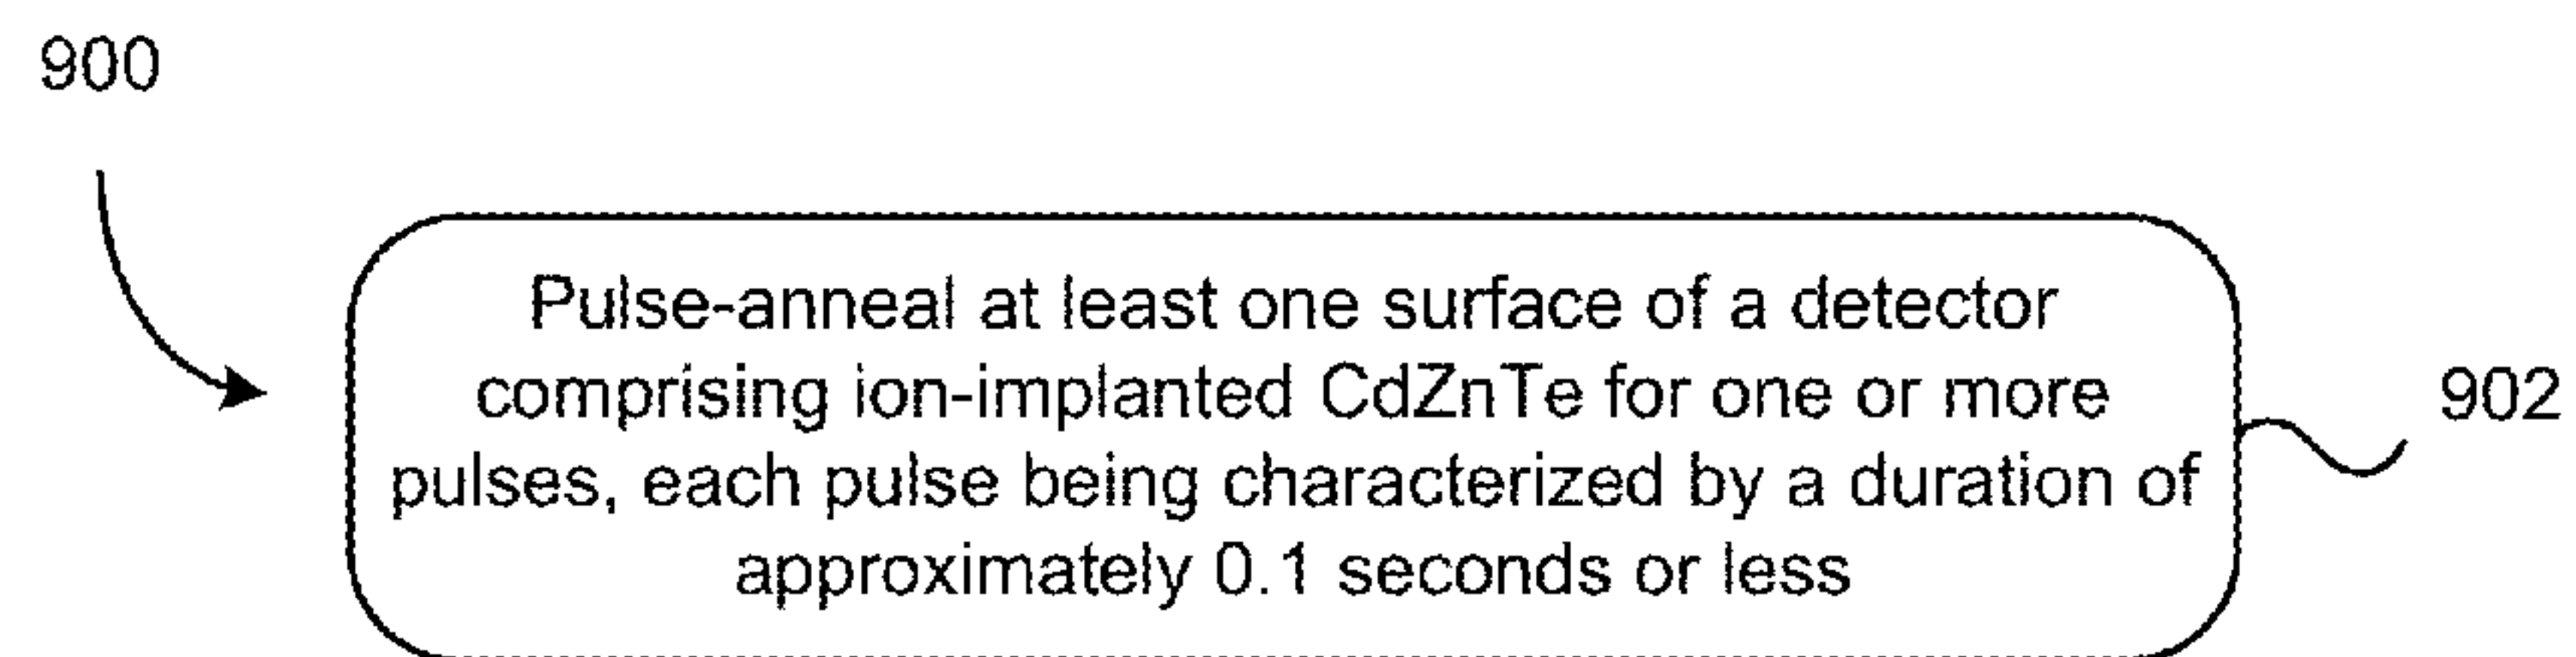 900
Pulse-anneal at least one surface of a detector
comprising ion-implanted CdZnTe for one or more
pulses, each pulse being characterized by a duration of
approximately 0.1 seconds or less
902